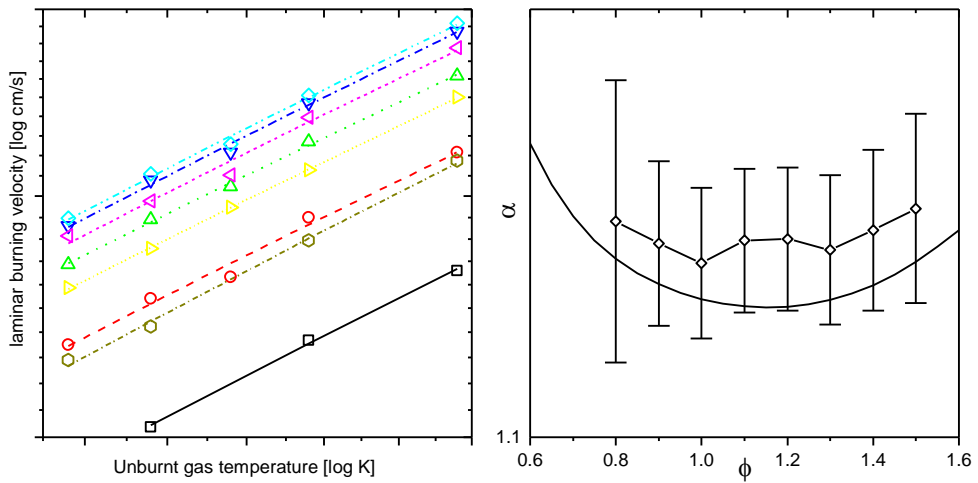 laminar burning velocity [log cm/s]
Unburnt gas temperature [log K]
α
1.1
0.6 0.8 1.0 1.2 1.4 1.6
ϕ